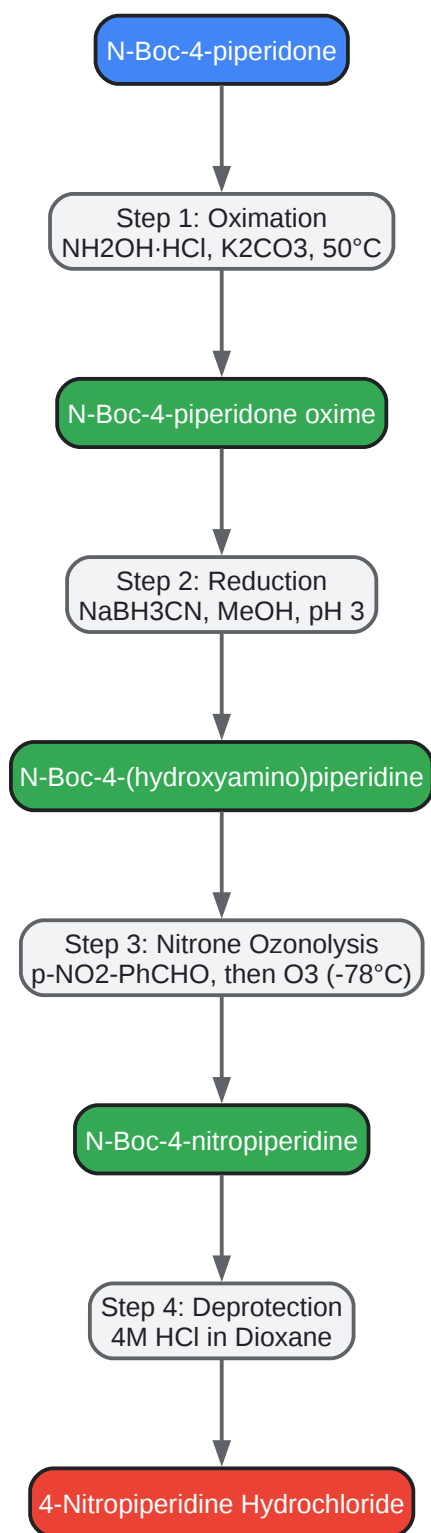 N-Boc-4-piperidone
Step 1: Oximation
NH2OH·HCl, K2CO3, 50°C
N-Boc-4-piperidone oxime
Step 2: Reduction
NaBH3CN, MeOH, pH 3
N-Boc-4-(hydroxyamino)piperidine
Step 3: Nitrone Ozonolysis
p-NO2-PhCHO, then O3 (-78°C)
N-Boc-4-nitropiperidine
Step 4: Deprotection
4M HCl in Dioxane
4-Nitropiperidine Hydrochloride